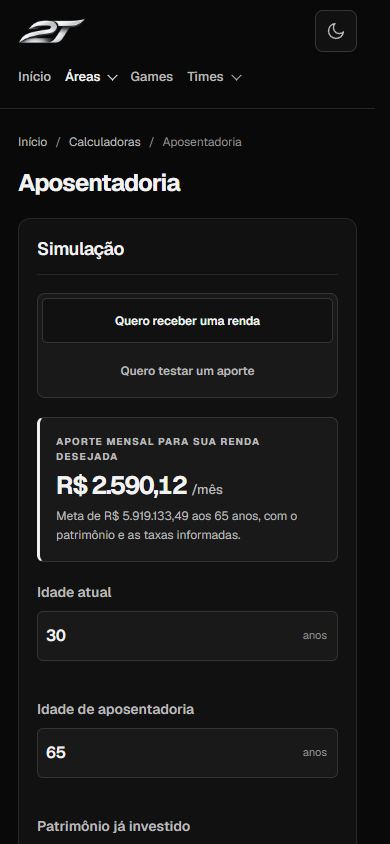 2T
Início Áreas Games Times
Início / Calculadoras / Aposentadoria
Aposentadoria
Simulação
Quero receber uma renda
Quero testar um aporte
APORTE MENSAL PARA SUA RENDA
DESEJADA
R$ 2.590,12 /mês
Meta de R$ 5.919.133,49 aos 65 anos, com o
patrimônio e as taxas informadas.
Idade atual
30 anos
Idade de aposentadoria
65 anos
Patrimônio já investido